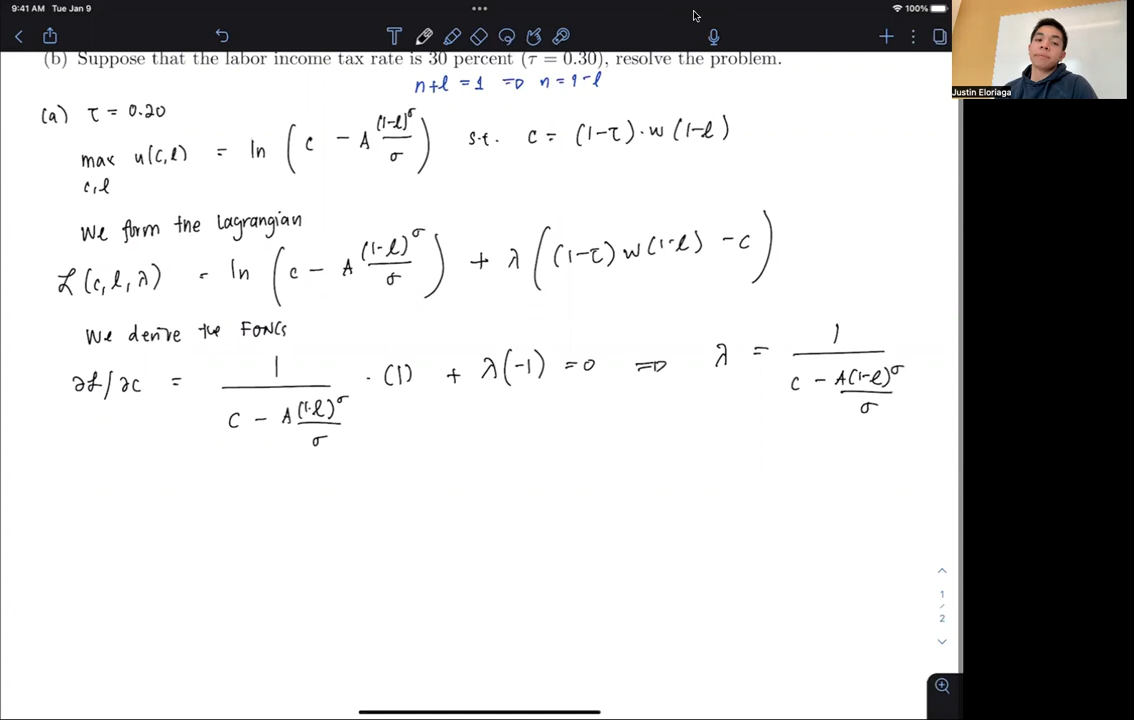 9:41 AM Tue Jan 9
100%
(b) Suppose that the labor income tax rate is 30 percent (τ = 0.30), resolve the problem.
n+l = 1 ⇒ n = 1-l
(a) τ = 0.20
max u(c,l) = ln (c - A (1-l)^σ / σ) s.t. c = (1-τ)·w(1-l)
c,l
We form the Lagrangian
ℒ(c,l,λ) = ln (c - A (1-l)^σ / σ) + λ((1-τ)w(1-l) - c)
We derive the FONCs
∂ℒ/∂c = 1 / (c - A (1-l)^σ / σ) · (1) + λ(-1) = 0 ⇒ λ = 1 / (c - A(1-l)^σ / σ)
Justin Eloriaga
1 / 2